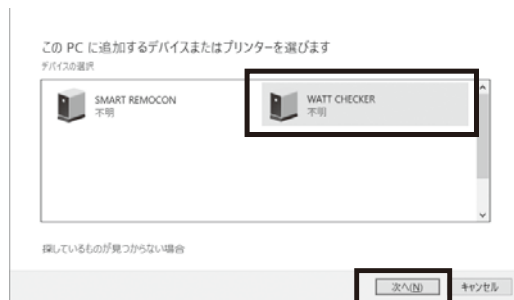 この PC に追加するデバイスまたはプリンターを選びます
デバイスの選択
SMART REMOCON
不明
WATT CHECKER
不明
探しているものが見つからない場合
次へ(N)
キャンセル